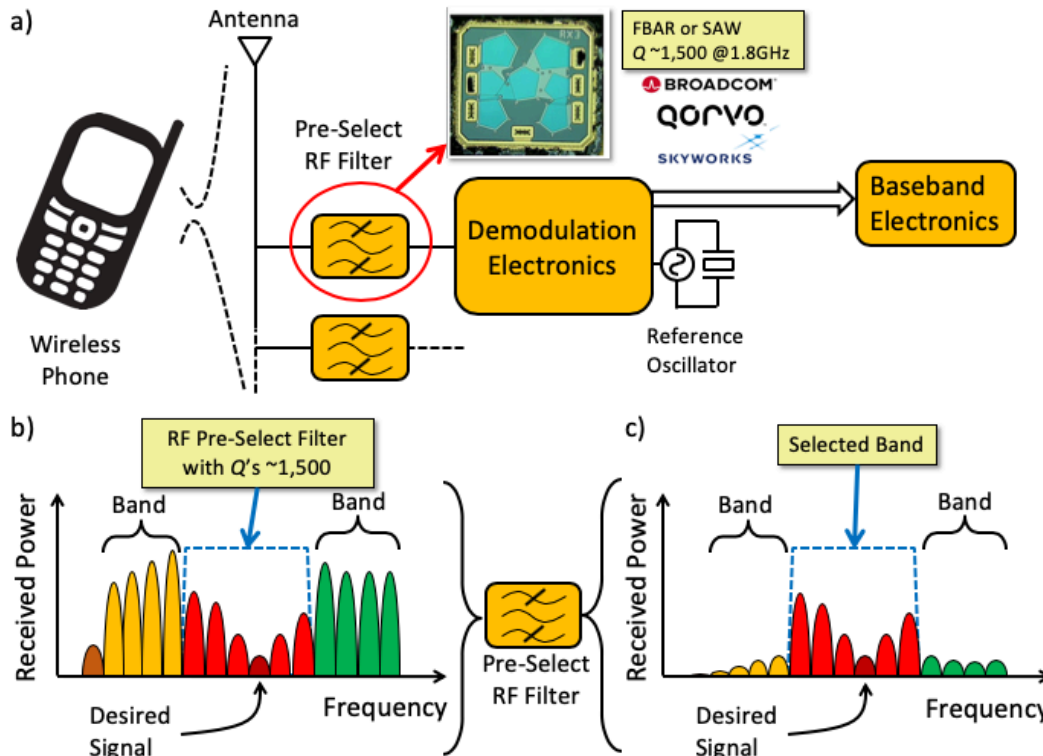 a)
Antenna
RX3
FBAR or SAW
Q ~1,500 @1.8GHz
BROADCOM®
QORVO
SKYWORKS
Pre-Select
RF Filter
Demodulation
Electronics
Baseband
Electronics
Wireless
Phone
Reference
Oscillator
b)
RF Pre-Select Filter
with Q's ~1,500
Band
Band
Received Power
Desired
Signal
Frequency
Pre-Select
RF Filter
c)
Selected Band
Band
Band
Received Power
Desired
Signal
Frequency